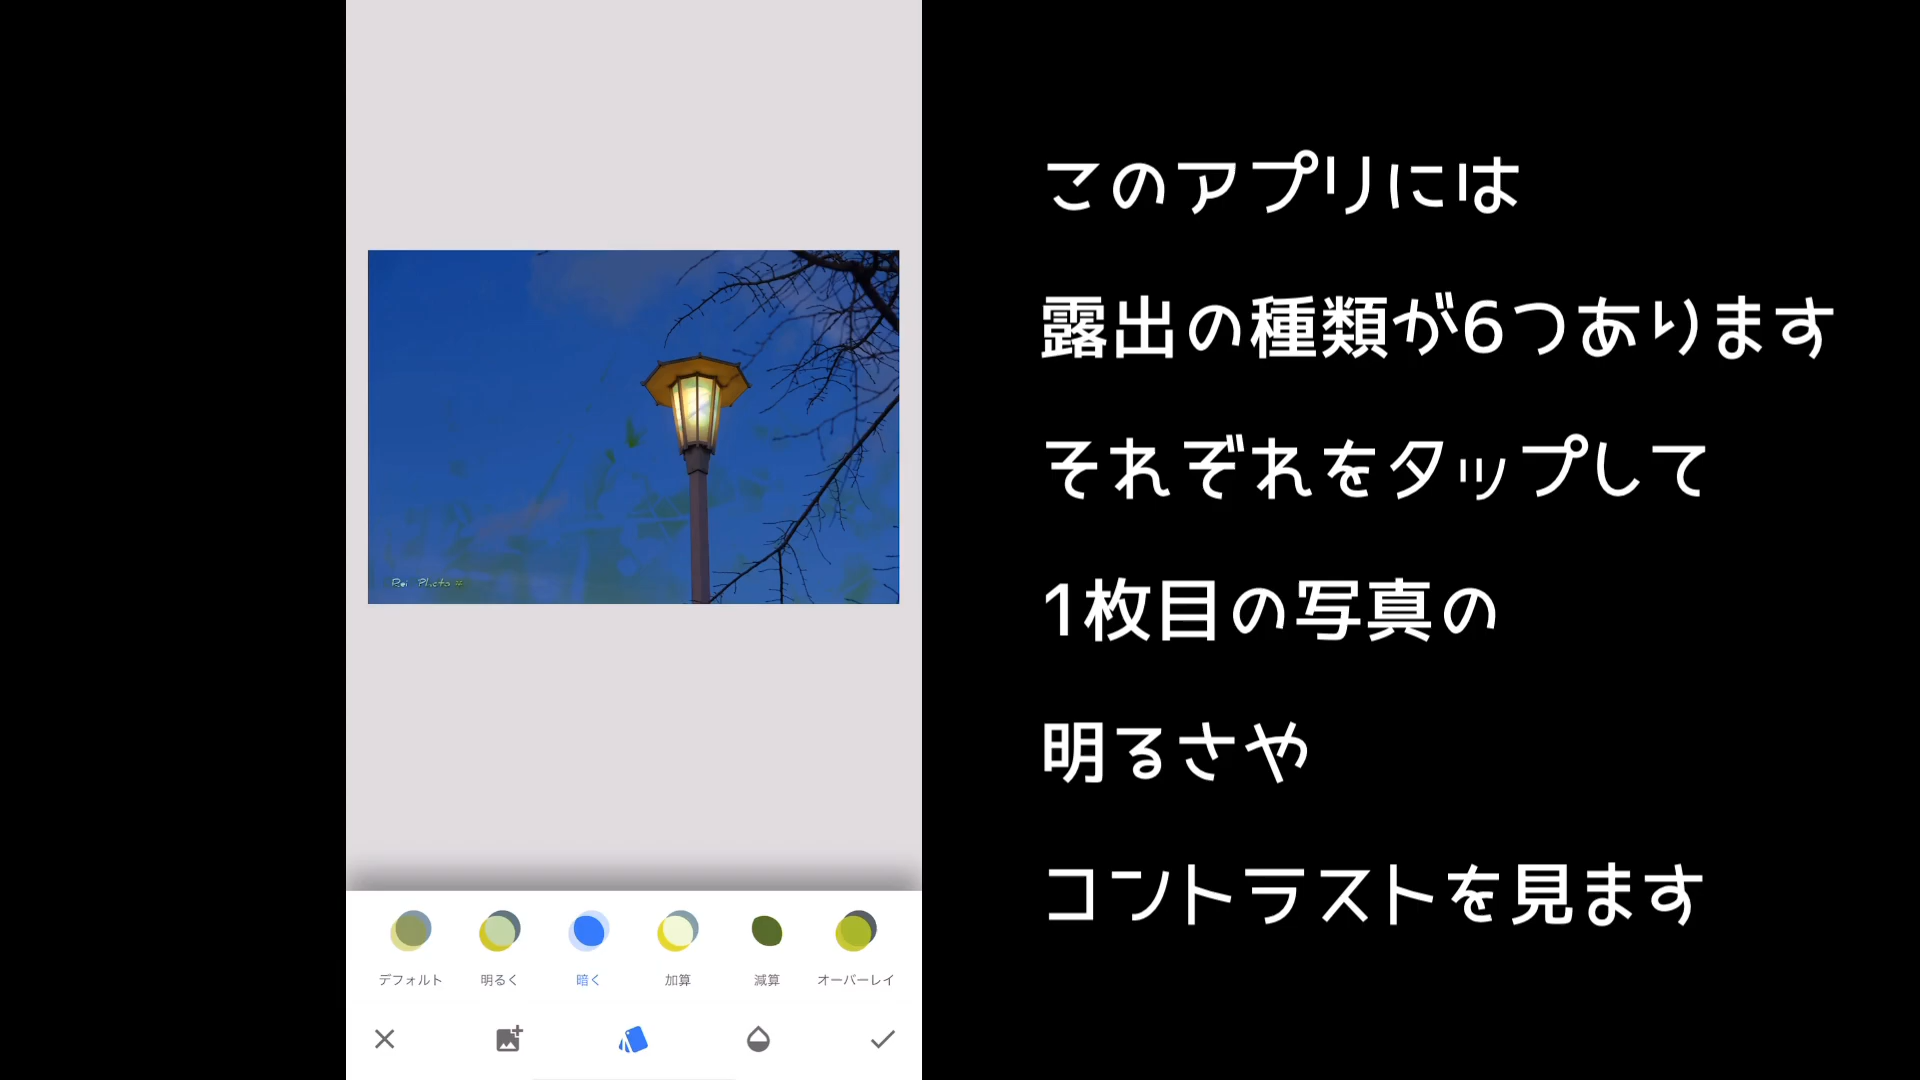 このアプリには
露出の種類が6つあります
それぞれをタップして
1枚目の写真の
明るさや
コントラストを見ます
Rei Photo
デフォルト 明るく 暗く 加算 減算 オーバーレイ